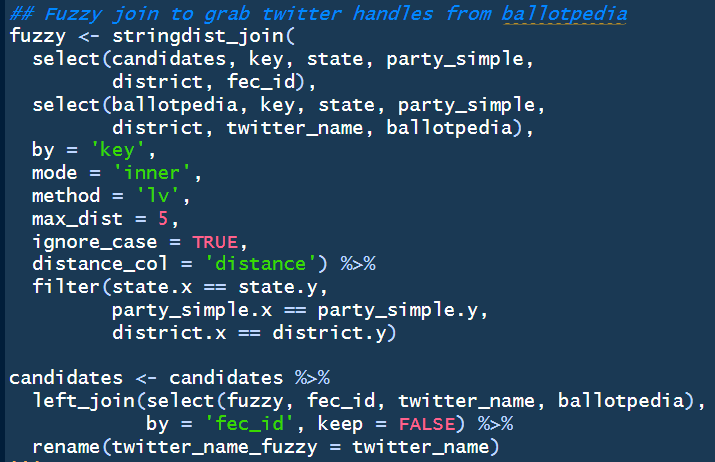 ## Fuzzy join to grab twitter handles from ballotpedia
fuzzy <- stringdist_join(
  select(candidates, key, state, party_simple,
         district, fec_id),
  select(ballotpedia, key, state, party_simple,
         district, twitter_name, ballotpedia),
  by = 'key',
  mode = 'inner',
  method = 'lv',
  max_dist = 5,
  ignore_case = TRUE,
  distance_col = 'distance') %>%
  filter(state.x == state.y,
         party_simple.x == party_simple.y,
         district.x == district.y)

candidates <- candidates %>%
  left_join(select(fuzzy, fec_id, twitter_name, ballotpedia),
            by = 'fec_id', keep = FALSE) %>%
  rename(twitter_name_fuzzy = twitter_name)